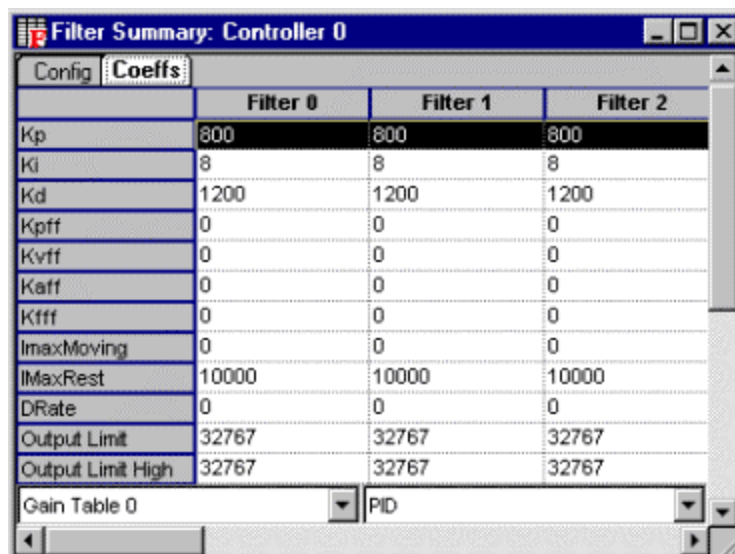 Filter Summary: Controller 0
Config Coeffs
Filter 0 Filter 1 Filter 2
Kp 800 800 800
Ki 8 8 8
Kd 1200 1200 1200
Kpff 0 0 0
Kvff 0 0 0
Kaff 0 0 0
Kfff 0 0 0
ImaxMoving 0 0 0
IMaxRest 10000 10000 10000
DRate 0 0 0
Output Limit 32767 32767 32767
Output Limit High 32767 32767 32767
Gain Table 0 PID